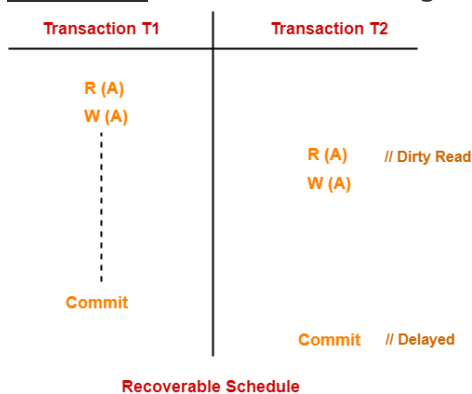 Transaction T1 Transaction T2
R (A)
W (A)
R (A) // Dirty Read
W (A)
Commit
Commit // Delayed
Recoverable Schedule